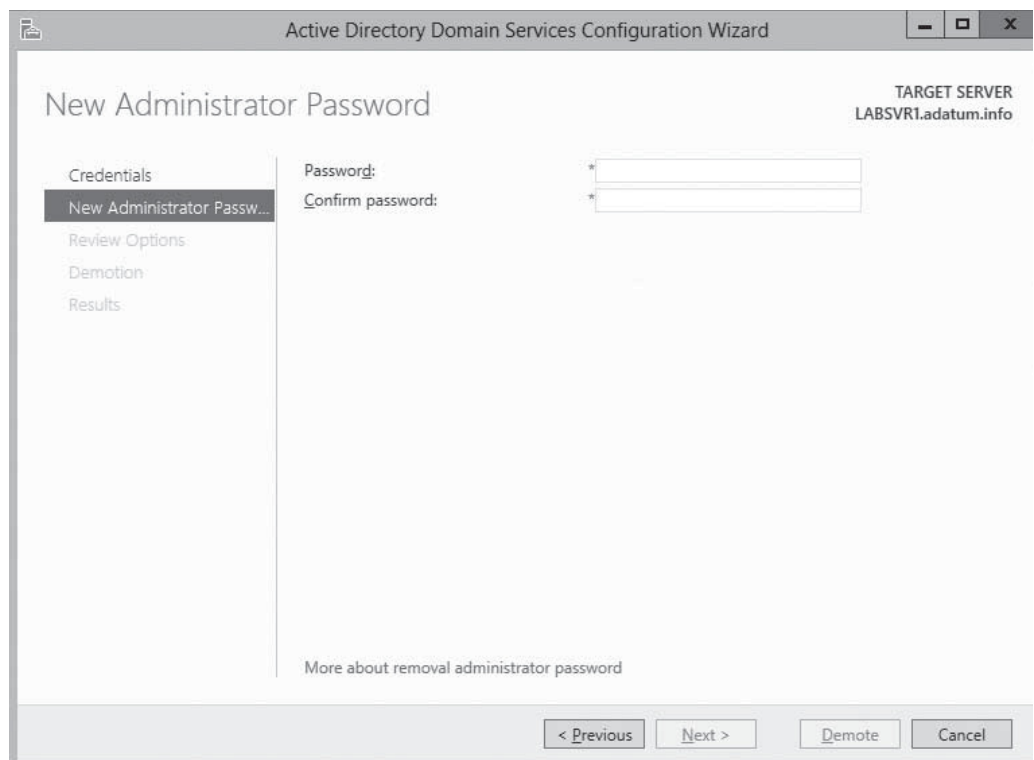 Active Directory Domain Services Configuration Wizard
New Administrator Password
TARGET SERVER
LABSVR1.adatum.info
Credentials
New Administrator Passw...
Review Options
Demotion
Results
Password: *
Confirm password: *
More about removal administrator password
< Previous
Next >
Demote
Cancel